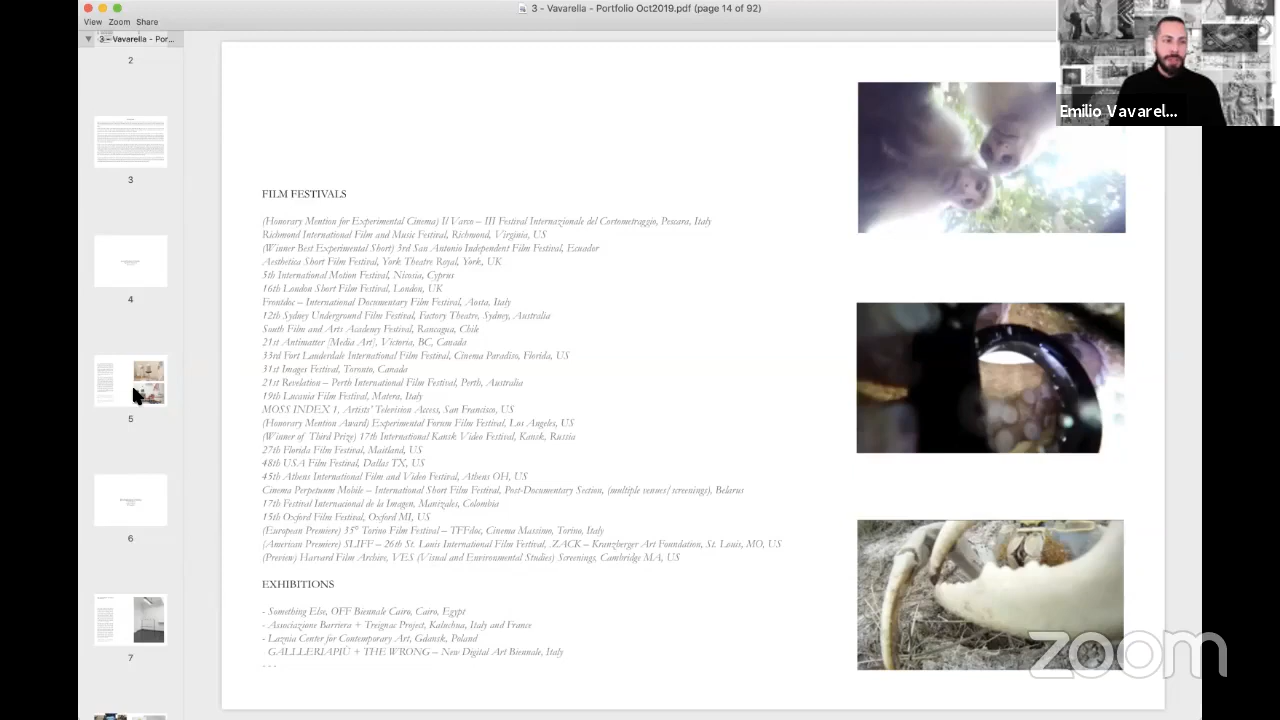 3 - Vavarella - Portfolio Oct2019.pdf (page 14 of 92)
View Zoom Share
3 - Vavarella - Por...
2
3
4
5
6
7
Emilio Vavarel...
FILM FESTIVALS
(Honorary Mention for Experimental Cinema) Il Varco – III Festival Internazionale del Cortometraggio, Pescara, Italy
Richmond International Film and Music Festival, Richmond, Virginia, US
(Winner Best Experimental Short) 3rd San Antonio Independent Film Festival, Ecuador
Aesthetica Short Film Festival, York Theatre Royal, York, UK
5th International Motion Festival, Nicosia, Cyprus
16th London Short Film Festival, London, UK
Frontdoc – International Documentary Film Festival, Aosta, Italy
12th Sydney Underground Film Festival, Factory Theatre, Sydney, Australia
South Film and Arts Academy Festival, Rancagua, Chile
21st Antimatter [Media Art], Victoria, BC, Canada
33rd Fort Lauderdale International Film Festival, Cinema Paradiso, Florida, US
31st Images Festival, Toronto, Canada
21st Revelation – Perth International Film Festival, Perth, Australia
19th Lucania Film Festival, Matera, Italy
MOSS INDEX 1, Artists' Television Access, San Francisco, US
(Honorary Mention Award) Experimental Forum Film Festival, Los Angeles, US
(Winner of Third Prize) 17th International Kansk Video Festival, Kansk, Russia
27th Florida Film Festival, Maitland, US
48th USA Film Festival, Dallas TX, US
45th Athens International Film and Video Festival, Athens OH, US
Cinema Perpetuum Mobile – International Short Film Festival, Post-Documentary Section, (multiple venues/screenings), Belarus
17th Festival Internacional de la Imagen, Manizales, Colombia
15th Oxford Film Festival, Oxford MI, US
(European Premiere) 35° Torino Film Festival – TFFdoc, Cinema Massimo, Torino, Italy
(American Premiere) SLIFF – 26th St. Louis International Film Festival, .ZACK – Kranzberger Art Foundation, St. Louis, MO, US
(Preview) Harvard Film Archive, VES (Visual and Environmental Studies) Screenings, Cambridge MA, US
EXHIBITIONS
- Something Else, OFF Biennale Cairo, Cairo, Egypt
- Associazione Barriera + Treignac Project, Kaluchua, Italy and France
- Laznia Center for Contemporary Art, Gdansk, Poland
GALLLERIAPIÙ + THE WRONG – New Digital Art Biennale, Italy
- - -
zoom